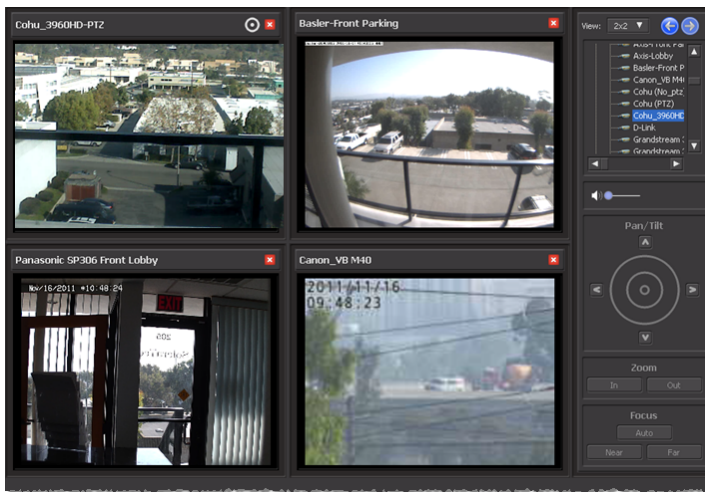 Cohu_3960HD-PTZ
Basler-Front Parking
View: 2x2
Axis-Lobby
Basler-Front P
Canon_VB M4
Cohu (No_ptz)
Cohu (PTZ)
Cohu_3960HD
D-Link
Grandstream
Grandstream
Pan/Tilt
Panasonic SP306 Front Lobby
Canon_VB M40
Nov/16/2011 *10:48:24
EXIT
205
2011/11/16
09:48:23
Zoom
In Out
Focus
Auto
Near Far